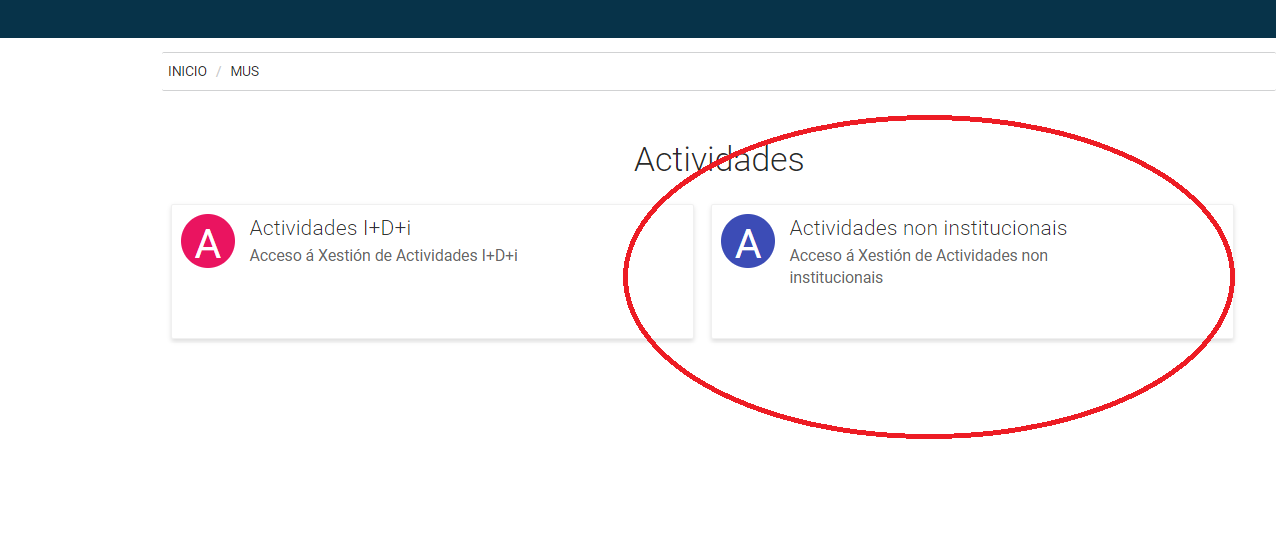 INICIO / MUS
Actividades
A
Actividades I+D+i
Acceso á Xestión de Actividades I+D+i
A
Actividades non institucionais
Acceso á Xestión de Actividades non
institucionais